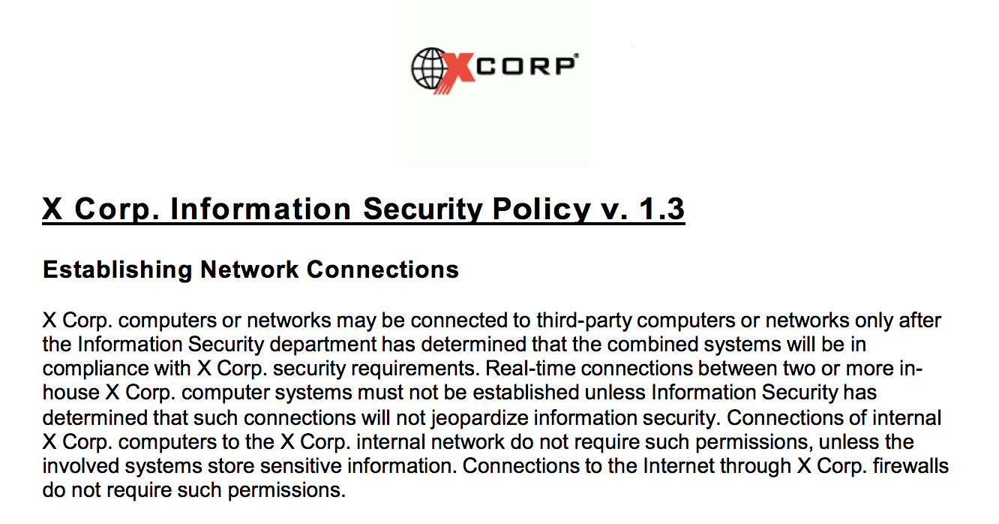 XCORP®
X Corp. Information Security Policy v. 1.3
Establishing Network Connections
X Corp. computers or networks may be connected to third-party computers or networks only after
the Information Security department has determined that the combined systems will be in
compliance with X Corp. security requirements. Real-time connections between two or more in-
house X Corp. computer systems must not be established unless Information Security has
determined that such connections will not jeopardize information security. Connections of internal
X Corp. computers to the X Corp. internal network do not require such permissions, unless the
involved systems store sensitive information. Connections to the Internet through X Corp. firewalls
do not require such permissions.